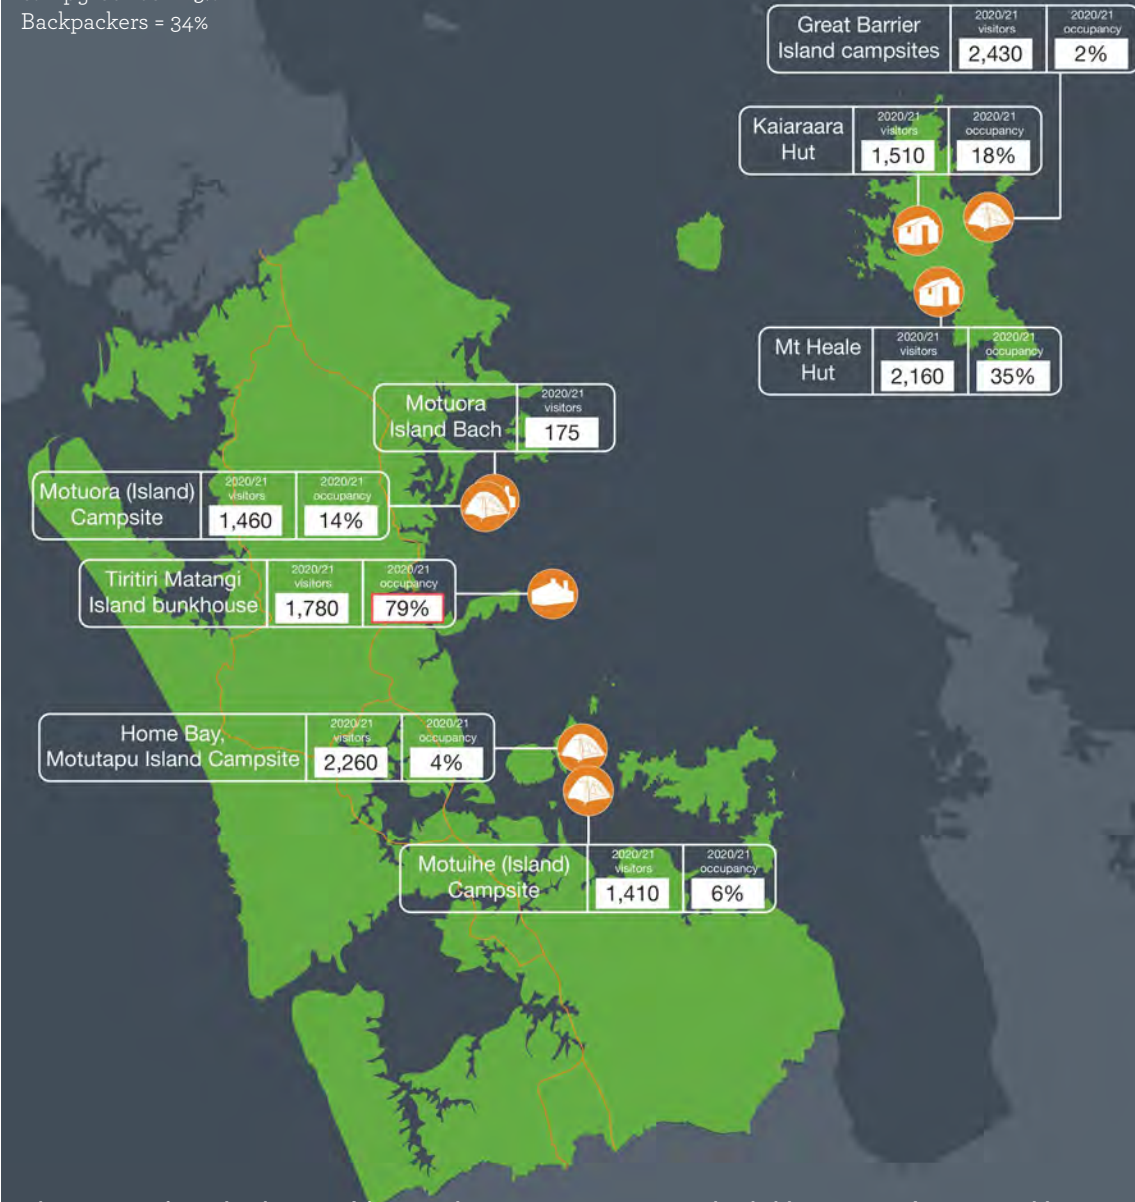 Backpackers = 34%
Great Barrier
Island campsites
2020/21
visitors
2,430
2020/21
occupancy
2%
Kaiaraara
Hut
2020/21
visitors
1,510
2020/21
occupancy
18%
Mt Heale
Hut
2020/21
visitors
2,160
2020/21
occupancy
35%
Motuora
Island Bach
2020/21
visitors
175
Motuora (Island)
Campsite
2020/21
visitors
1,460
2020/21
occupancy
14%
Tiritiri Matangi
Island bunkhouse
2020/21
visitors
1,780
2020/21
occupancy
79%
Home Bay,
Motutapu Island Campsite
2020/21
visitors
2,260
2020/21
occupancy
4%
Motuihe (Island)
Campsite
2020/21
visitors
1,410
2020/21
occupancy
6%